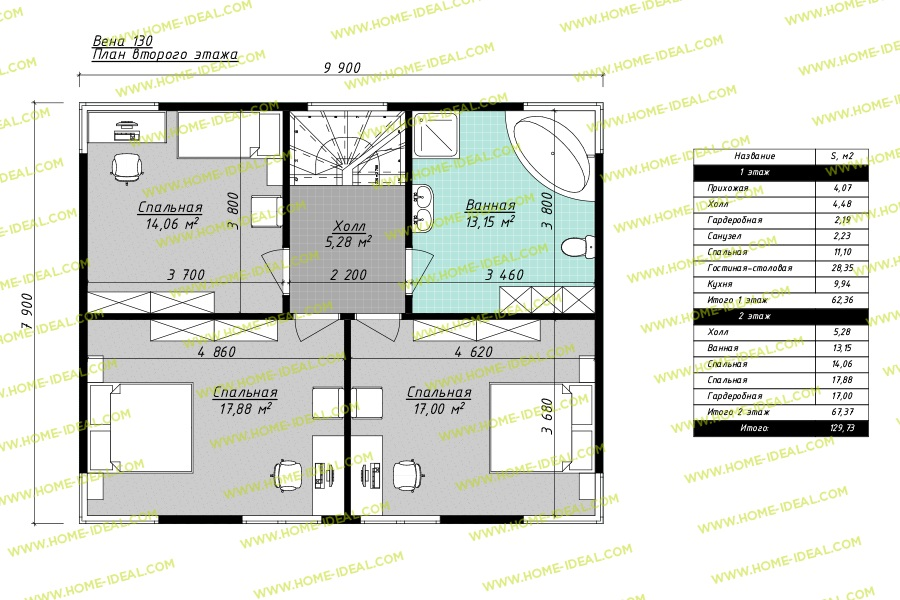 Вена 130
План второго этажа
9 900
7 900
Спальная
14,06 м²
3 800
3 700
Холл
5,28 м²
2 200
Ванная
13,15 м²
3 800
3 460
4 860
4 620
Спальная
17,88 м²
Спальная
17,00 м²
3 680
Название S, м2
1 этаж
Прихожая 4,07
Холл 4,48
Гардеробная 2,19
Санузел 2,23
Спальная 11,10
Гостиная-столовая 28,35
Кухня 9,94
Итого 1 этаж 62,36
2 этаж
Холл 5,28
Ванная 13,15
Спальная 14,06
Спальная 17,88
Гардеробная 17,00
Итого 2 этаж 67,37
Итого: 129,73
WWW.HOME-IDEAL.COM